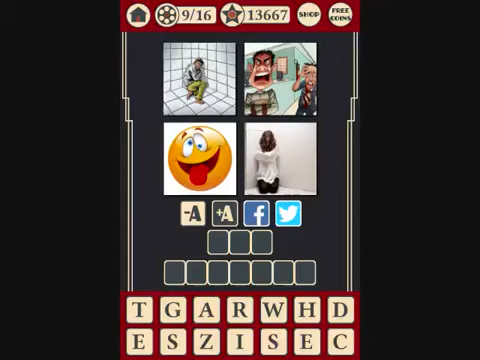 9/16 13667 SHOP FREE COINS
-A +A f
T G A R W H D
E S Z I S E C